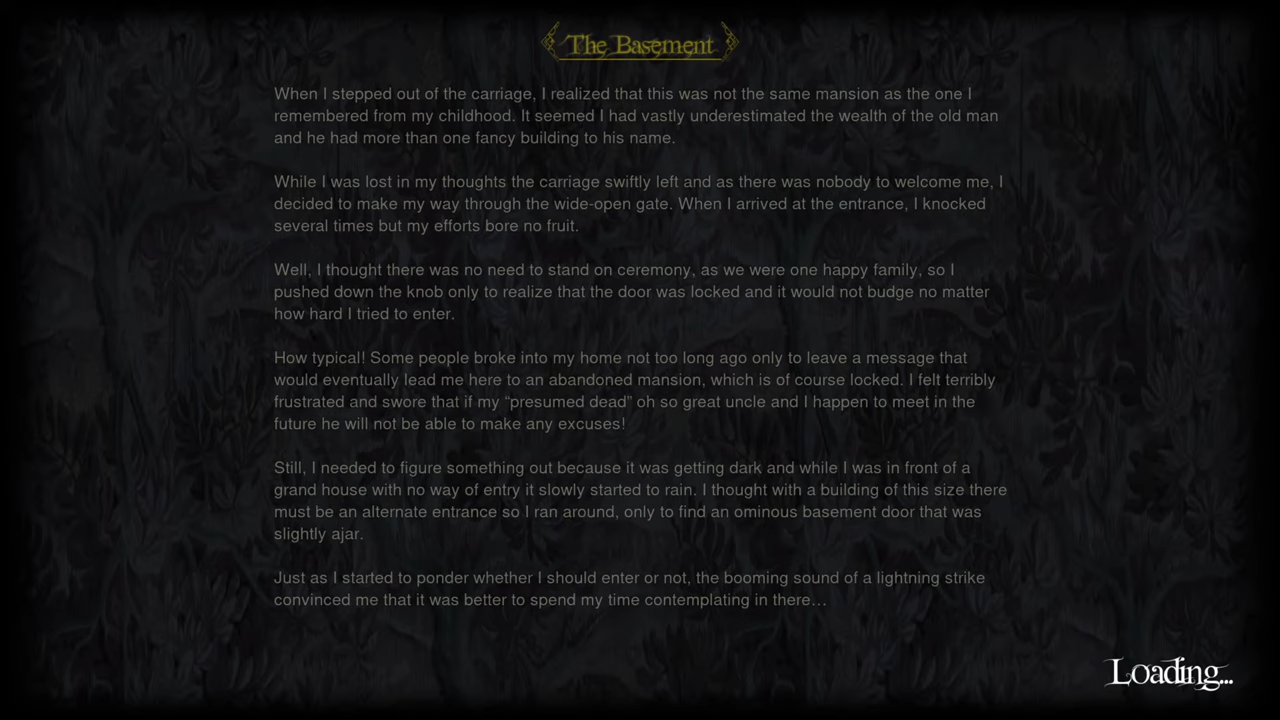 The Basement
When I stepped out of the carriage, I realized that this was not the same mansion as the one I
remembered from my childhood. It seemed I had vastly underestimated the wealth of the old man
and he had more than one fancy building to his name.
While I was lost in my thoughts the carriage swiftly left and as there was nobody to welcome me, I
decided to make my way through the wide-open gate. When I arrived at the entrance, I knocked
several times but my efforts bore no fruit.
Well, I thought there was no need to stand on ceremony, as we were one happy family, so I
pushed down the knob only to realize that the door was locked and it would not budge no matter
how hard I tried to enter.
How typical! Some people broke into my home not too long ago only to leave a message that
would eventually lead me here to an abandoned mansion, which is of course locked. I felt terribly
frustrated and swore that if my “presumed dead” oh so great uncle and I happen to meet in the
future he will not be able to make any excuses!
Still, I needed to figure something out because it was getting dark and while I was in front of a
grand house with no way of entry it slowly started to rain. I thought with a building of this size there
must be an alternate entrance so I ran around, only to find an ominous basement door that was
slightly ajar.
Just as I started to ponder whether I should enter or not, the booming sound of a lightning strike
convinced me that it was better to spend my time contemplating in there…
Loading...